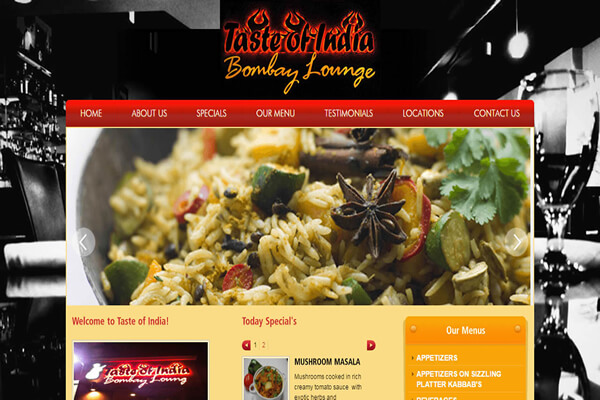 Taste of India
Bombay Lounge
HOME ABOUT US SPECIALS OUR MENU TESTIMONIALS LOCATIONS CONTACT US
Welcome to Taste of India!
Taste of India
Bombay Loung
Today Special's
1 2
MUSHROOM MASALA
Mushrooms cooked in rich
creamy tomato sauce with
exotic herbs and
Our Menus
APPETIZERS
APPETIZERS ON SIZZLING
PLATTER KABBAB'S
BEVERAGES